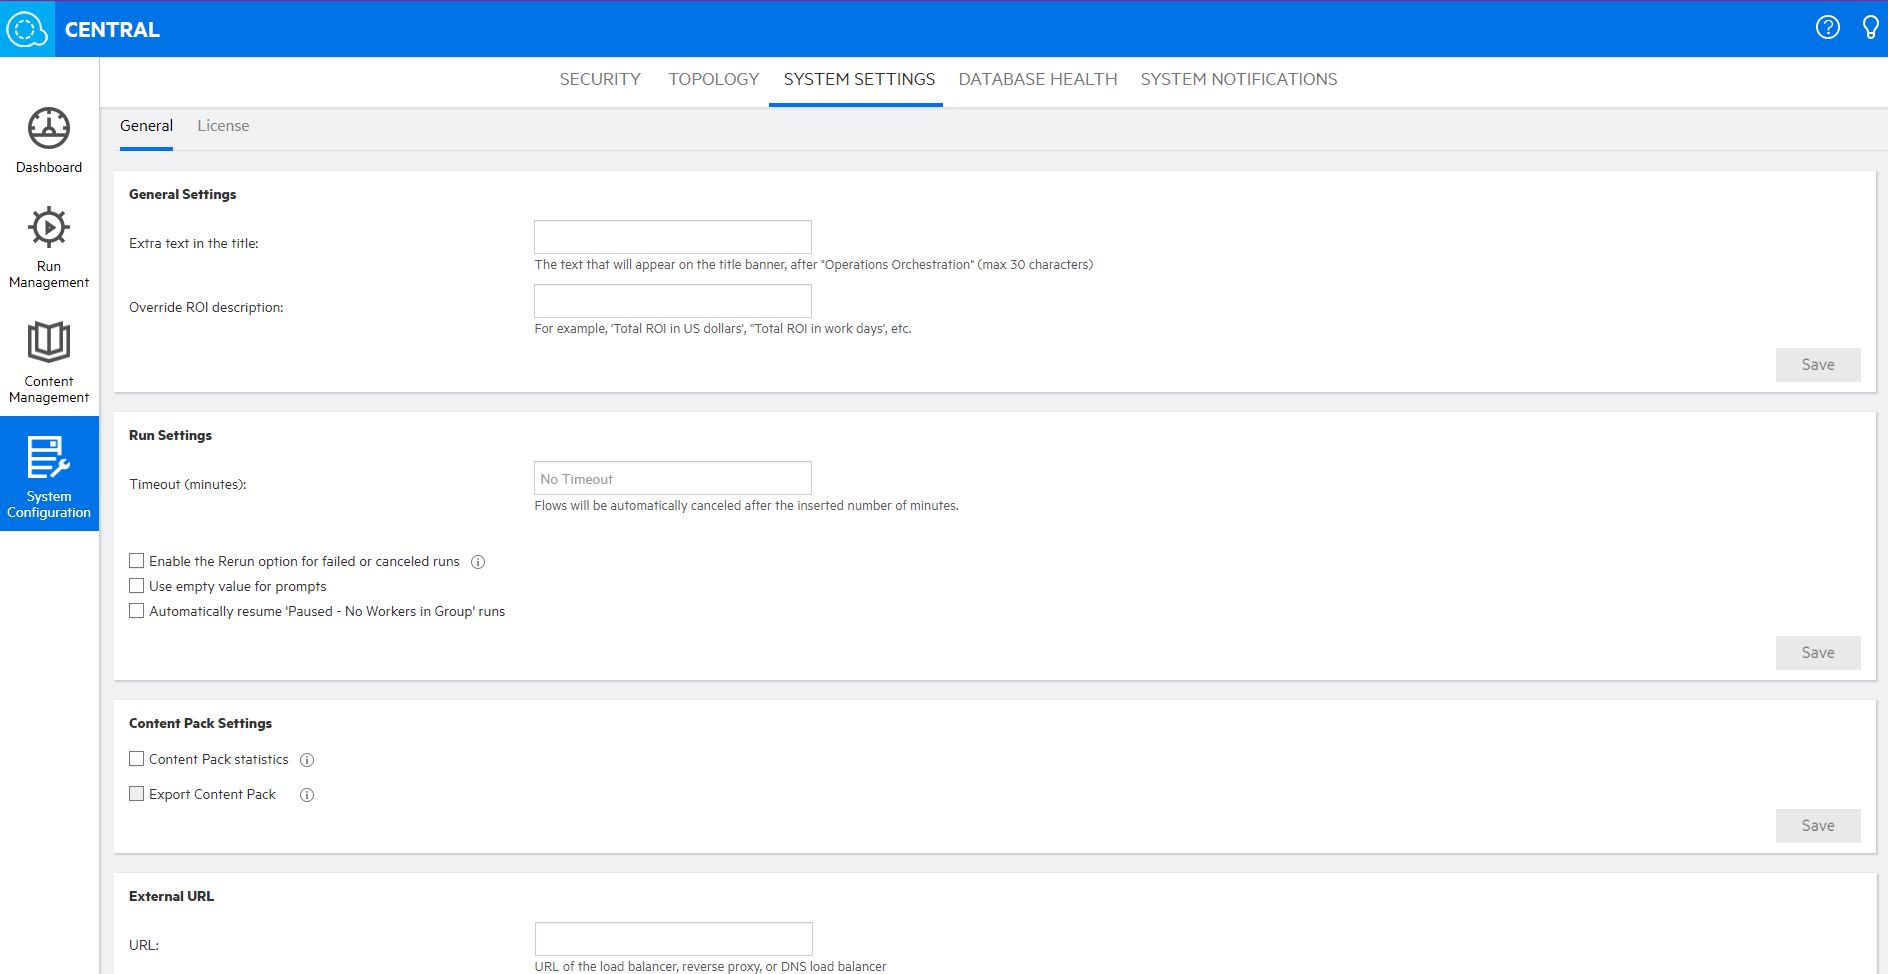 CENTRAL
SECURITY TOPOLOGY SYSTEM SETTINGS DATABASE HEALTH SYSTEM NOTIFICATIONS
General License
Dashboard
Run
Management
Content
Management
System
Configuration
General Settings
Extra text in the title:
The text that will appear on the title banner, after "Operations Orchestration" (max 30 characters)
Override ROI description:
For example, 'Total ROI in US dollars', "Total ROI in work days', etc.
Save
Run Settings
Timeout (minutes): No Timeout
Flows will be automatically canceled after the inserted number of minutes.
Enable the Rerun option for failed or canceled runs
Use empty value for prompts
Automatically resume 'Paused - No Workers in Group' runs
Save
Content Pack Settings
Content Pack statistics
Export Content Pack
Save
External URL
URL:
URL of the load balancer, reverse proxy, or DNS load balancer